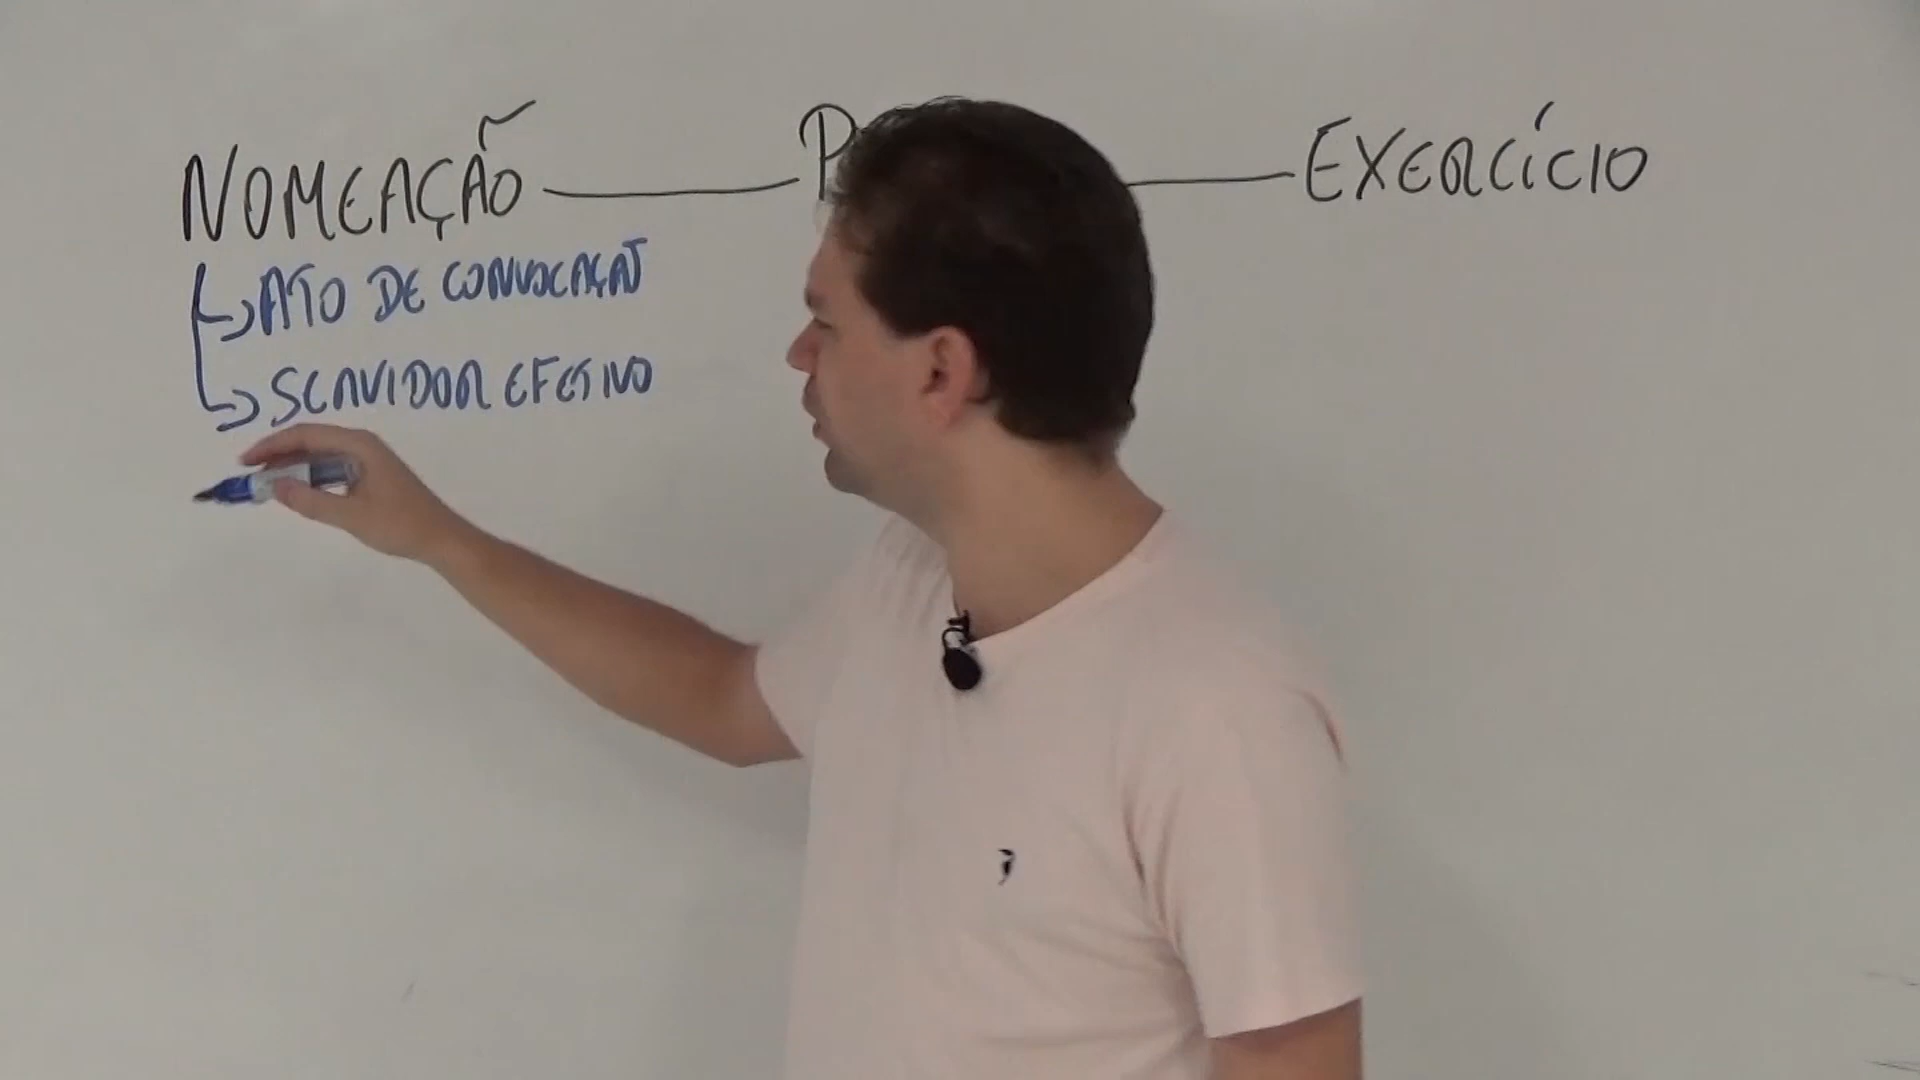 NOMEAÇÃO — P — EXERCÍCIO
↳ ATO DE CONVOCAÇÃO
↳ SERVIDOR EFETIVO